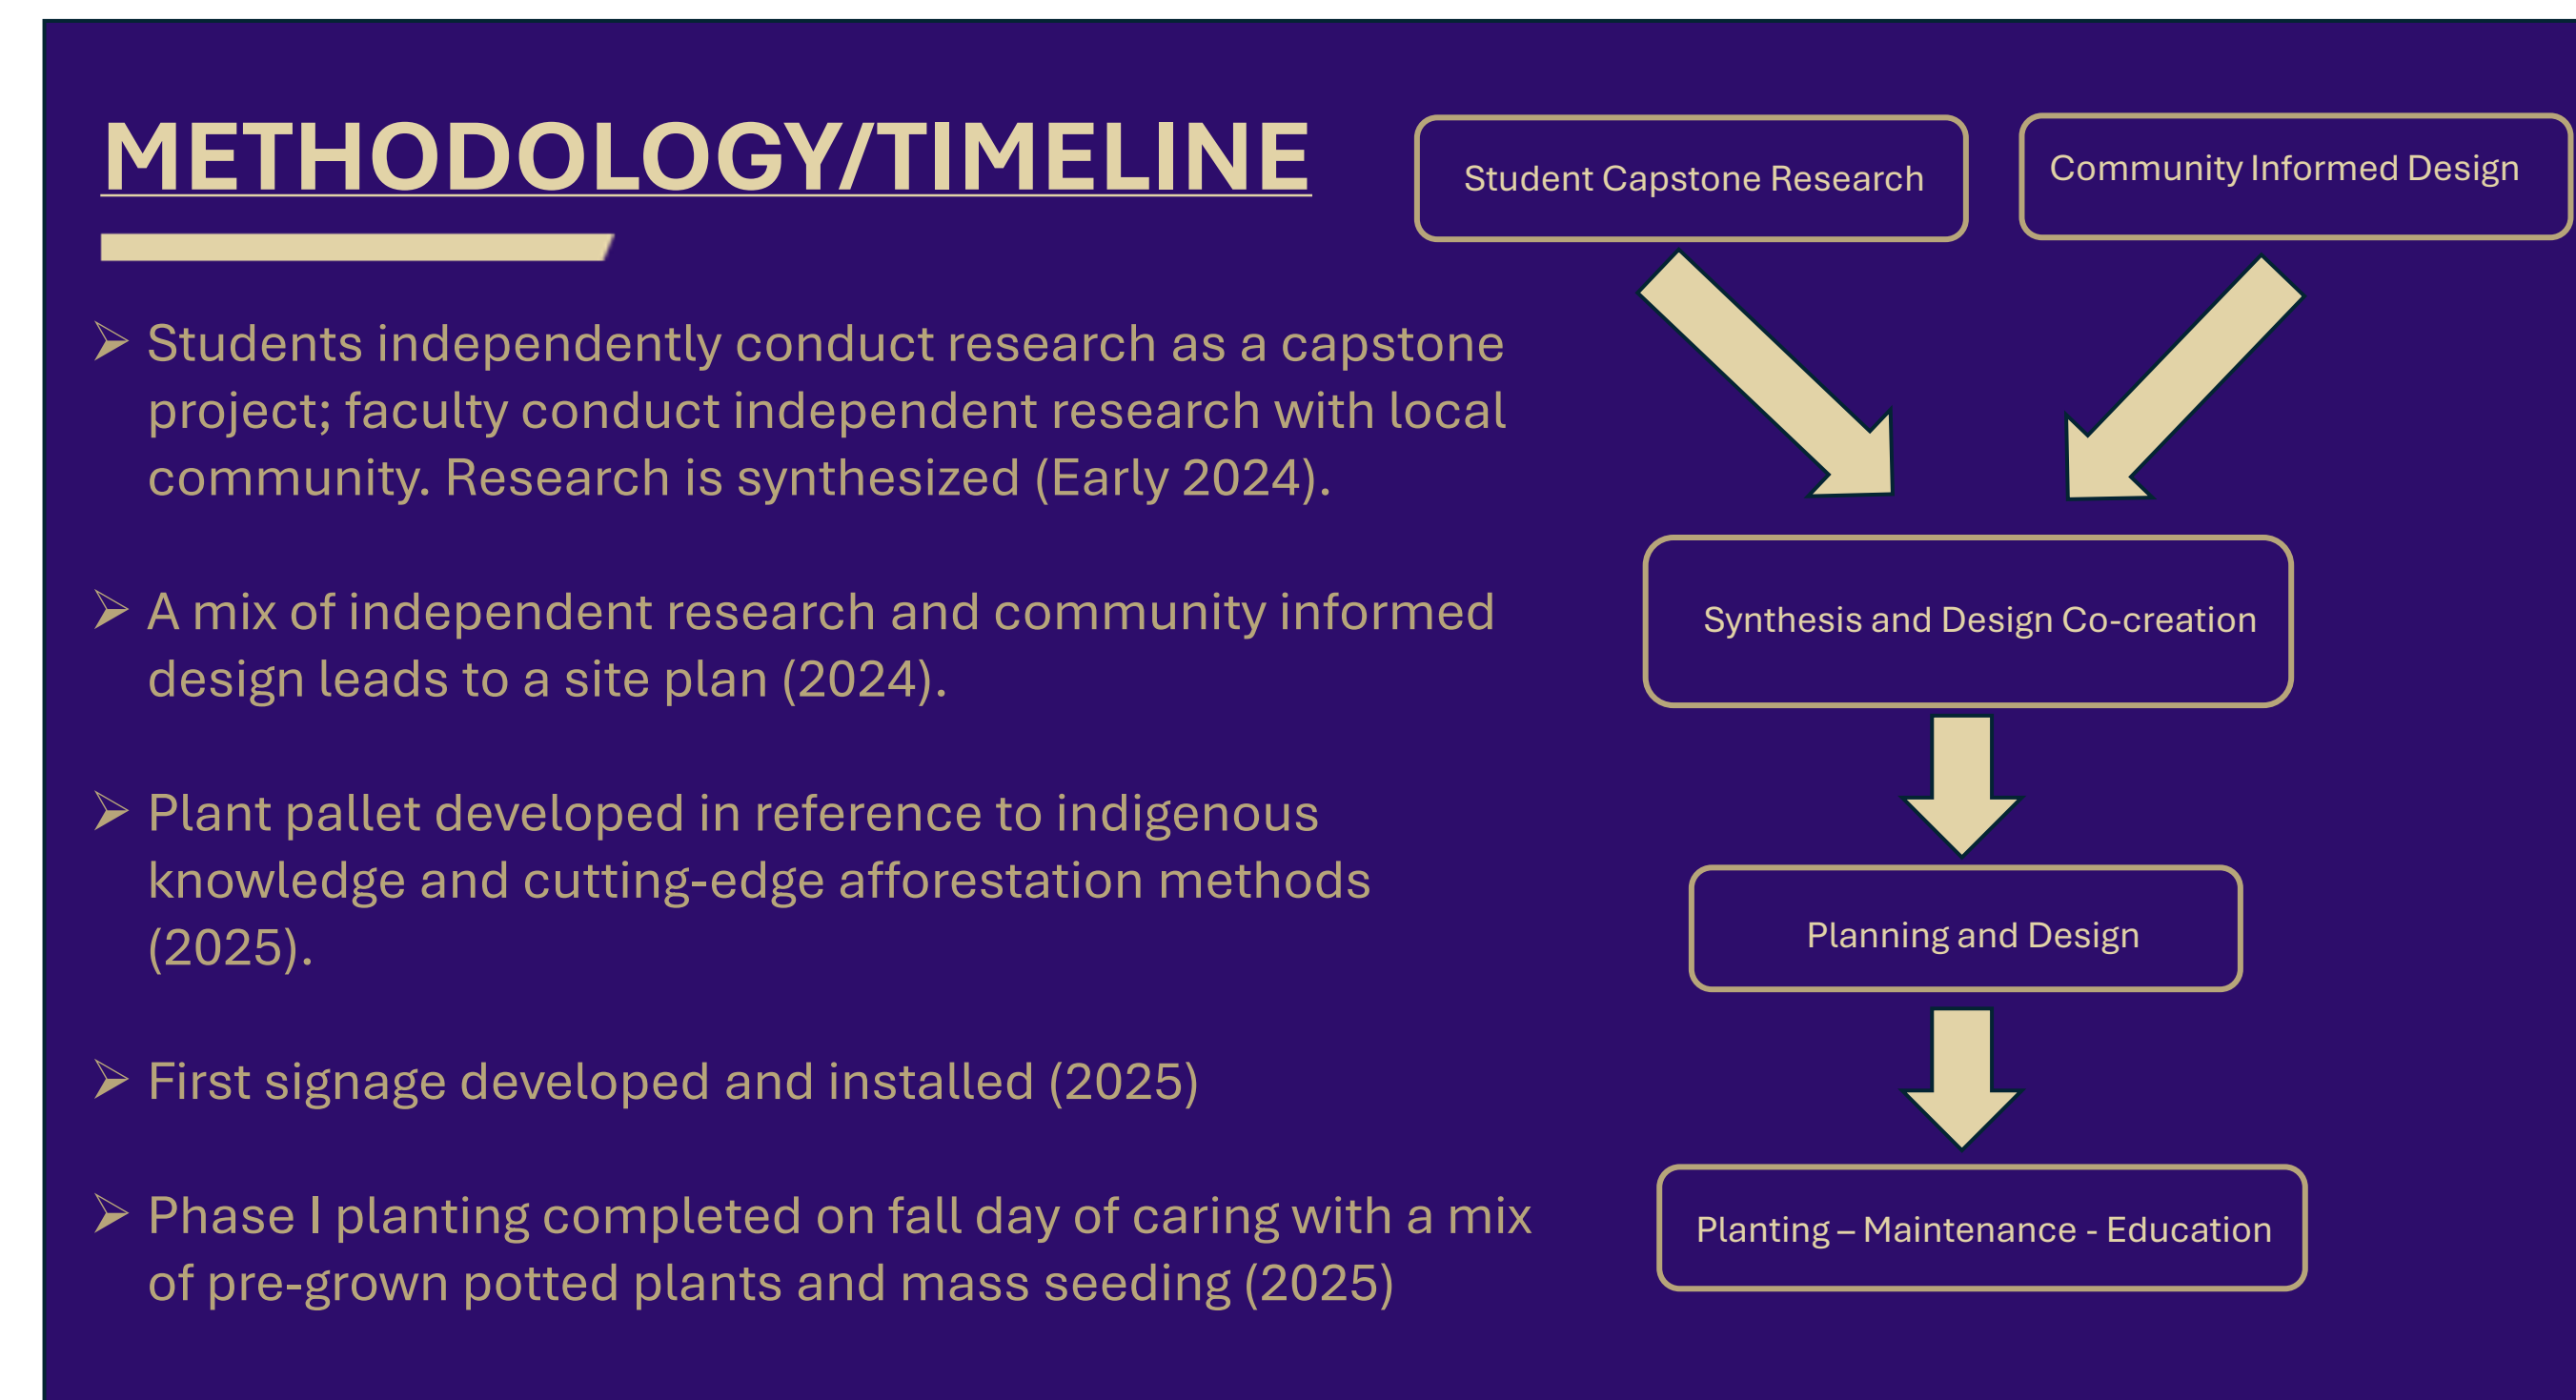 METHODOLOGY/TIMELINE
➢ Students independently conduct research as a capstone
project; faculty conduct independent research with local
community. Research is synthesized (Early 2024).
➢ A mix of independent research and community informed
design leads to a site plan (2024).
➢ Plant pallet developed in reference to indigenous
knowledge and cutting-edge afforestation methods
(2025).
➢ First signage developed and installed (2025)
➢ Phase I planting completed on fall day of caring with a mix
of pre-grown potted plants and mass seeding (2025)
Student Capstone Research
Community Informed Design
Synthesis and Design Co-creation
Planning and Design
Planting – Maintenance - Education